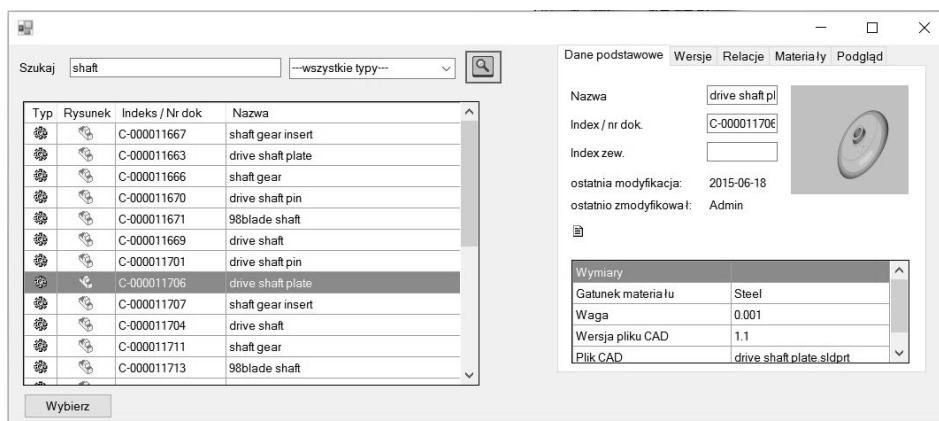 Szukaj shaft ---wszystkie typy---
Typ Rysunek Indeks / Nr dok Nazwa
C-000011667 shaft gear insert
C-000011663 drive shaft plate
C-000011666 shaft gear
C-000011670 drive shaft pin
C-000011671 98blade shaft
C-000011669 drive shaft
C-000011701 drive shaft pin
C-000011706 drive shaft plate
C-000011707 shaft gear insert
C-000011704 drive shaft
C-000011711 shaft gear
C-000011713 98blade shaft
Wybierz
Dane podstawowe Wersje Relacje Materiały Podgląd
Nazwa drive shaft pl
Index / nr dok. C-000011706
Index zew.
ostatnia modyfikacja: 2015-06-18
ostatnio zmodyfikował: Admin
Wymiary
Gatunek materiału Steel
Waga 0.001
Wersja pliku CAD 1.1
Plik CAD drive shaft plate.sldprt